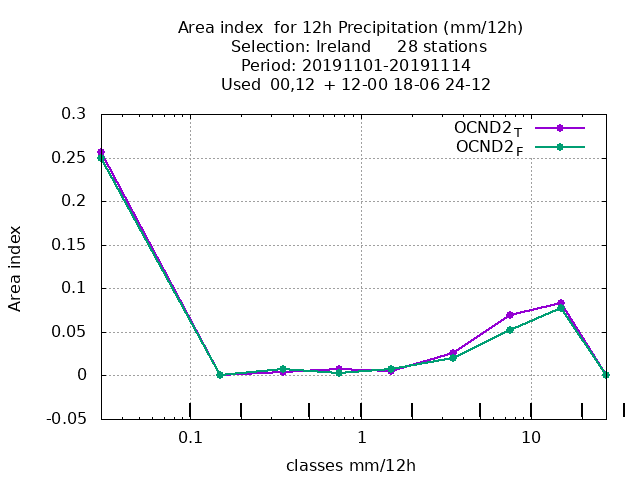 Area index  for 12h Precipitation (mm/12h)
Selection: Ireland     28 stations
Period: 20191101-20191114
Used  00,12  + 12-00 18-06 24-12
OCND2_T
OCND2_F
0.3
0.25
0.2
0.15
0.1
0.05
0
-0.05
Area index
0.1 1 10
classes mm/12h